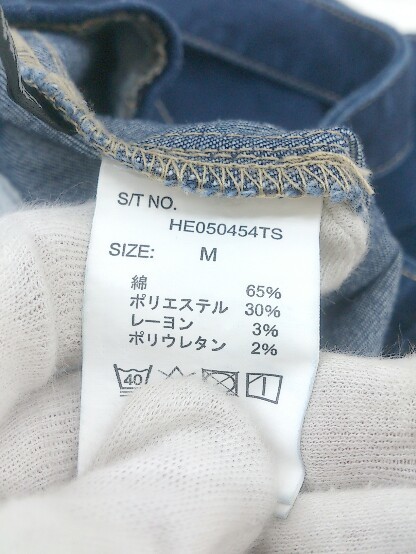 S/T NO.
HE050454TS
SIZE: M
綿 65%
ポリエステル 30%
レーヨン 3%
ポリウレタン 2%
40